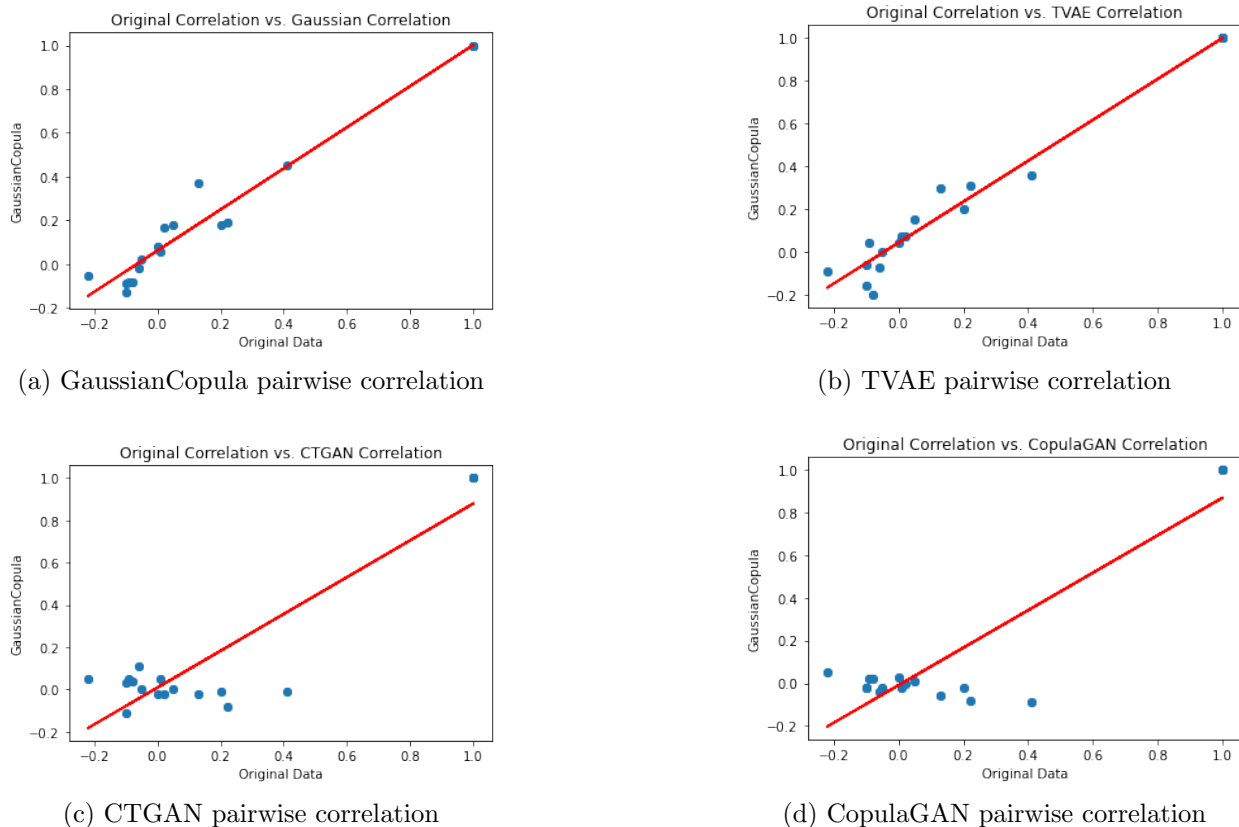 Original Correlation vs. Gaussian Correlation
1.0
0.8
0.6
0.4
0.2
0.0
−0.2
GaussianCopula
−0.2 0.0 0.2 0.4 0.6 0.8 1.0
Original Data
(a) GaussianCopula pairwise correlation
Original Correlation vs. TVAE Correlation
1.0
0.8
0.6
0.4
0.2
0.0
−0.2
GaussianCopula
−0.2 0.0 0.2 0.4 0.6 0.8 1.0
Original Data
(b) TVAE pairwise correlation
Original Correlation vs. CTGAN Correlation
1.0
0.8
0.6
0.4
0.2
0.0
−0.2
GaussianCopula
−0.2 0.0 0.2 0.4 0.6 0.8 1.0
Original Data
(c) CTGAN pairwise correlation
Original Correlation vs. CopulaGAN Correlation
1.0
0.8
0.6
0.4
0.2
0.0
−0.2
GaussianCopula
−0.2 0.0 0.2 0.4 0.6 0.8 1.0
Original Data
(d) CopulaGAN pairwise correlation